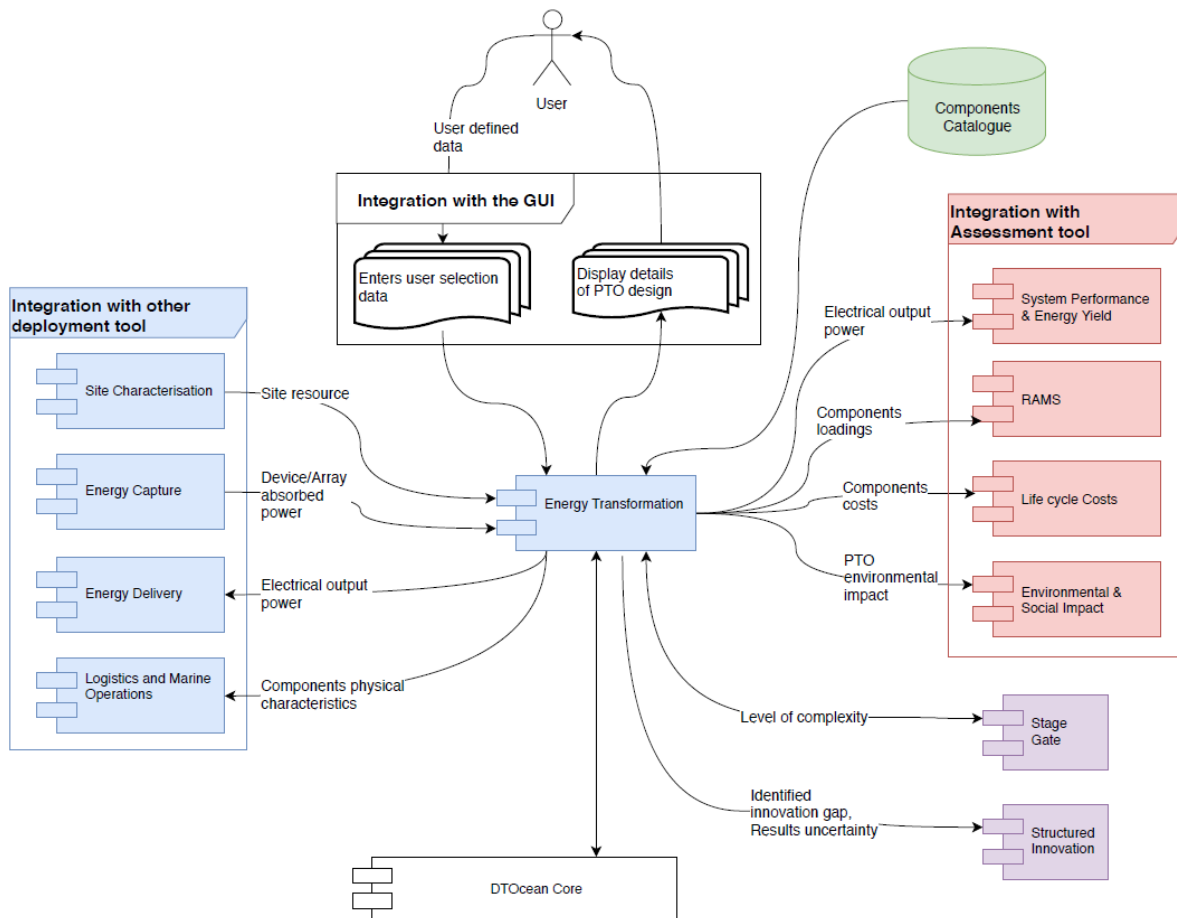 User
User defined
data
Components
Catalogue
Integration with the GUI
Enters user selection
data
Display details
of PTO design
Integration with other
deployment tool
Site Characterisation
Energy Capture
Energy Delivery
Logistics and Marine
Operations
Site resource
Device/Array
absorbed
power
Electrical output
power
Components physical
characteristics
Energy Transformation
Integration with
Assessment tool
System Performance
& Energy Yield
RAMS
Life cycle Costs
Environmental &
Social Impact
Electrical output
power
Components
loadings
Components
costs
PTO
environmental
impact
Level of complexity
Stage
Gate
Identified
innovation gap,
Results uncertainty
Structured
Innovation
DTOcean Core